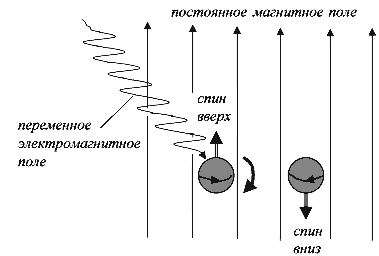 постоянное магнитное поле
спин
вверх
переменное
электромагнитное
поле
спин
вниз